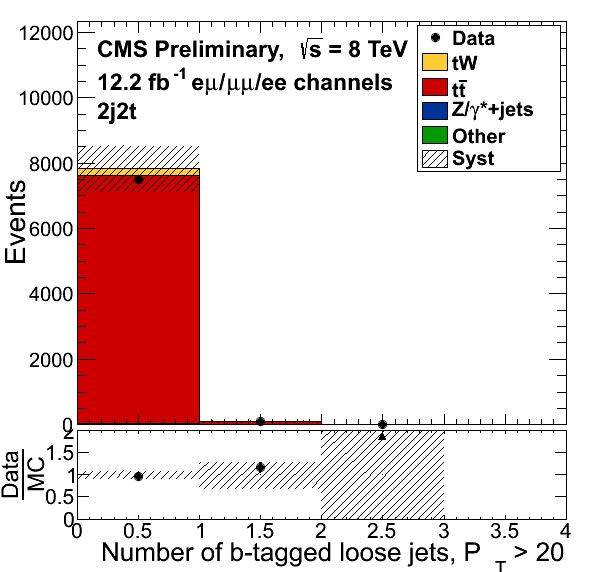 CMS Preliminary, √s = 8 TeV
12.2 fb⁻¹ eμ/μμ/ee channels
2j2t
Data
tW
tt̄
Z/γ*+jets
Other
Syst
Events
12000
10000
8000
6000
4000
2000
0
Data
MC
2
1.5
1
0.5
0
0 0.5 1 1.5 2 2.5 3 3.5 4
Number of b-tagged loose jets, P_T > 20